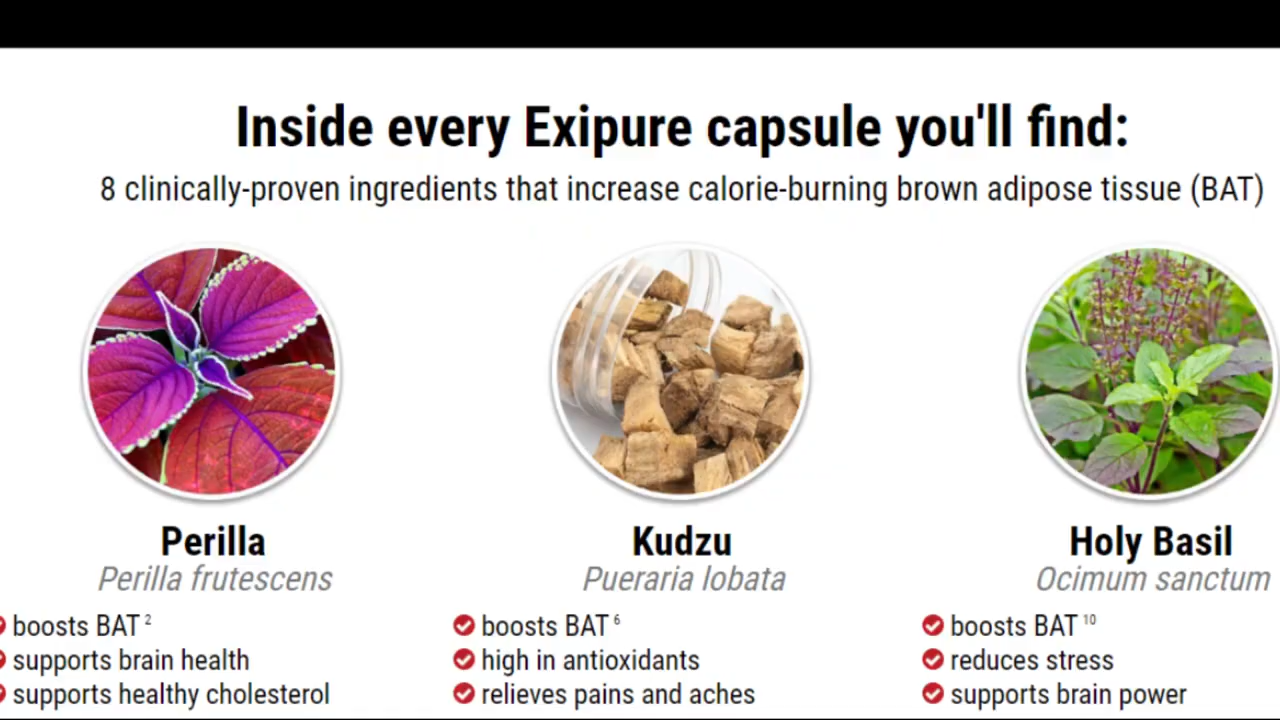 Inside every Exipure capsule you'll find:
8 clinically-proven ingredients that increase calorie-burning brown adipose tissue (BAT)
Perilla
Perilla frutescens
boosts BAT 2
supports brain health
supports healthy cholesterol
Kudzu
Pueraria lobata
boosts BAT 6
high in antioxidants
relieves pains and aches
Holy Basil
Ocimum sanctum
boosts BAT 10
reduces stress
supports brain power